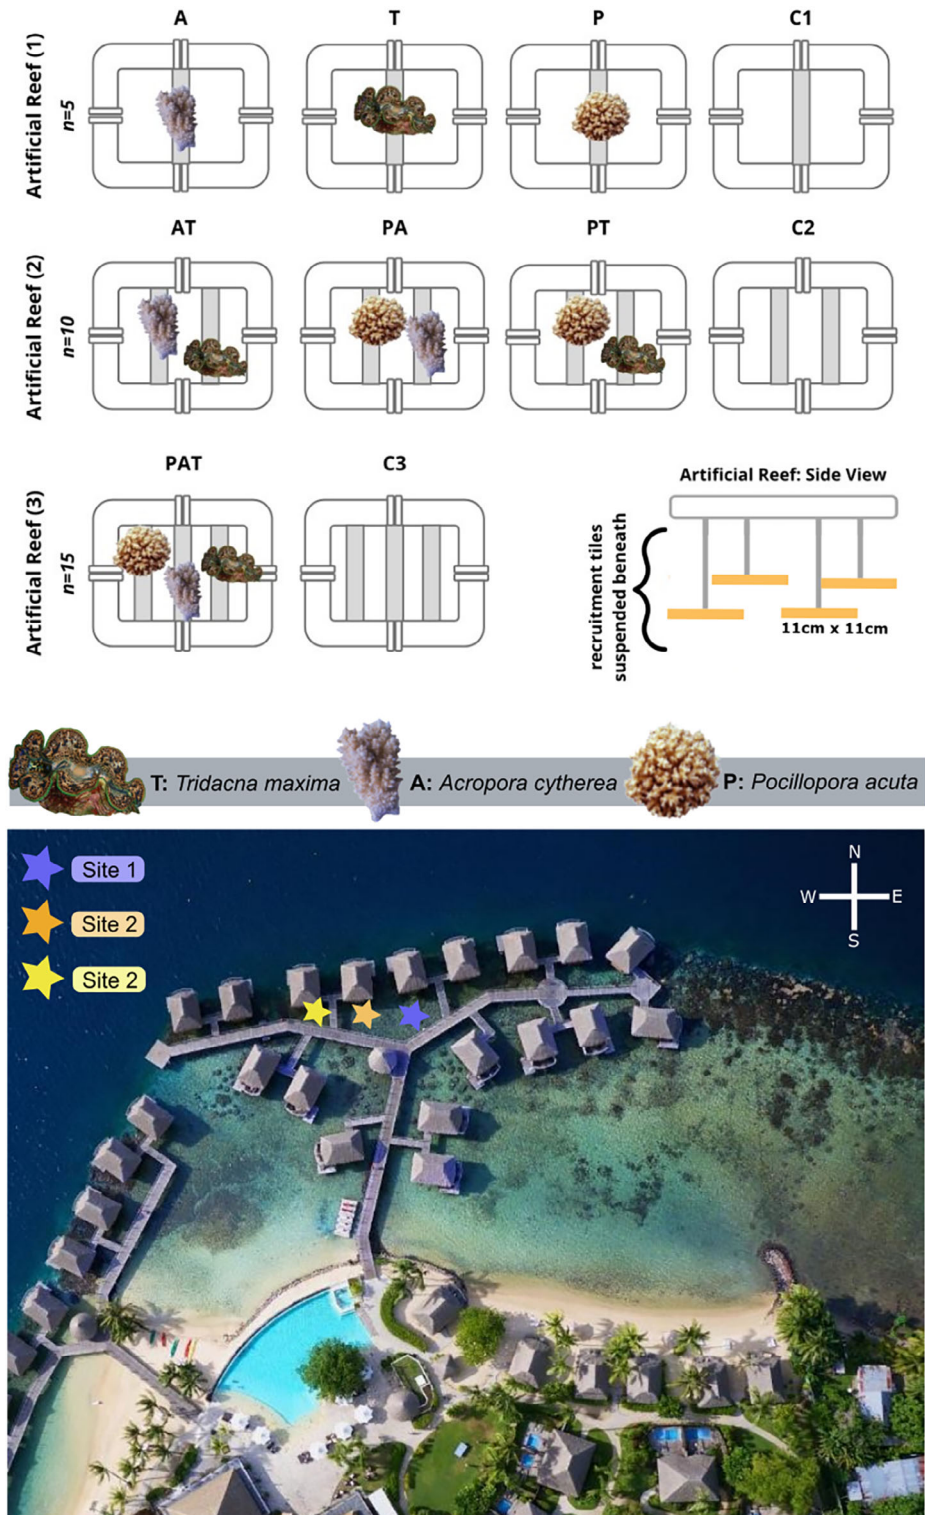 A T P C1
Artificial Reef (1)
n=5
AT PA PT C2
Artificial Reef (2)
n=10
PAT C3
Artificial Reef (3)
n=15
Artificial Reef: Side View
recruitment tiles
suspended beneath
11cm x 11cm
T: Tridacna maxima A: Acropora cytherea P: Pocillopora acuta
Site 1
Site 2
Site 2
N
W E
S